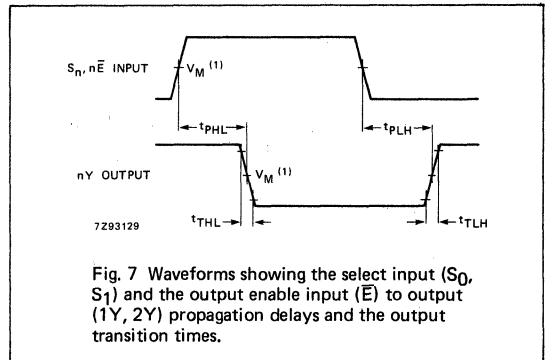 Sn, nE̅ INPUT
VM (1)
tPHL
tPLH
nY OUTPUT
VM (1)
7Z93129
tTHL
tTLH
Fig. 7 Waveforms showing the select input (S0,
S1) and the output enable input (E̅) to output
(1Y, 2Y) propagation delays and the output
transition times.